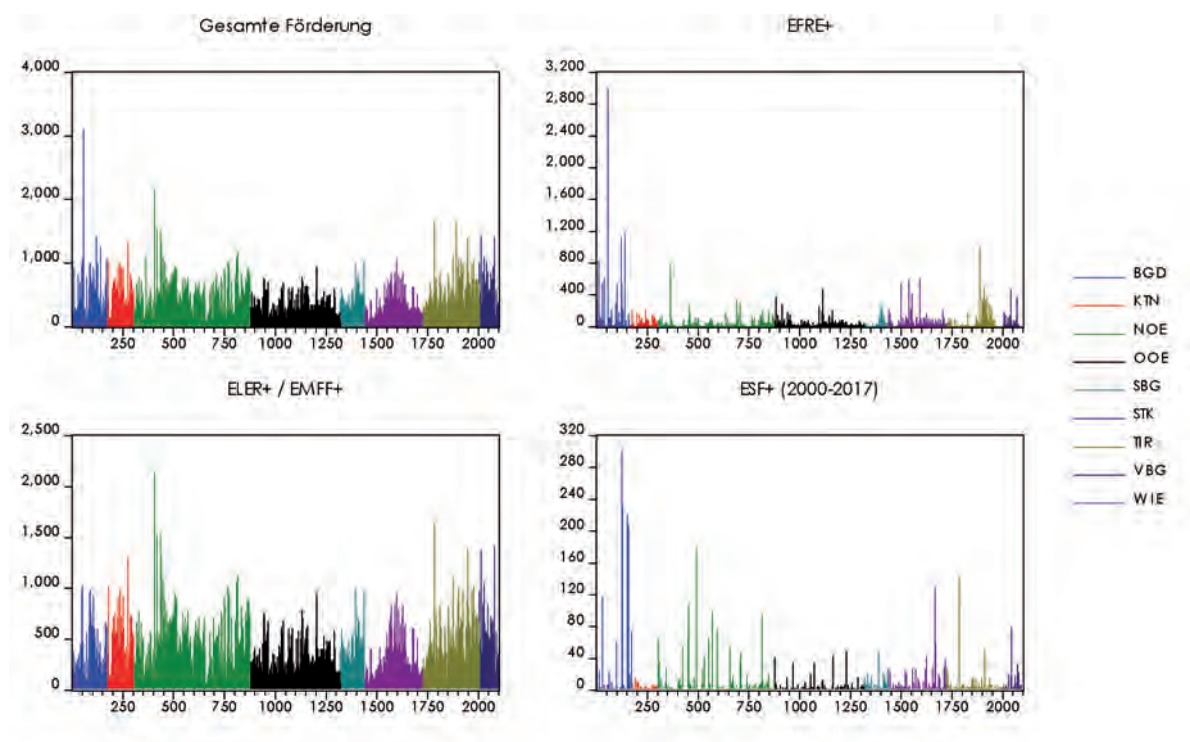 Gesamte Förderung
4,000
3,000
2,000
1,000
0
250 500 750 1000 1250 1500 1750 2000
EFRE+
3,200
2,800
2,400
2,000
1,600
1,200
800
400
0
250 500 750 1000 1250 1500 1750 2000
ELER+ / EMFF+
2,500
2,000
1,500
1,000
500
0
250 500 750 1000 1250 1500 1750 2000
ESF+ (2000-2017)
320
280
240
200
160
120
80
40
0
250 500 750 1000 1250 1500 1750 2000
BGD
KTN
NOE
OOE
SBG
STK
TIR
VBG
WIE